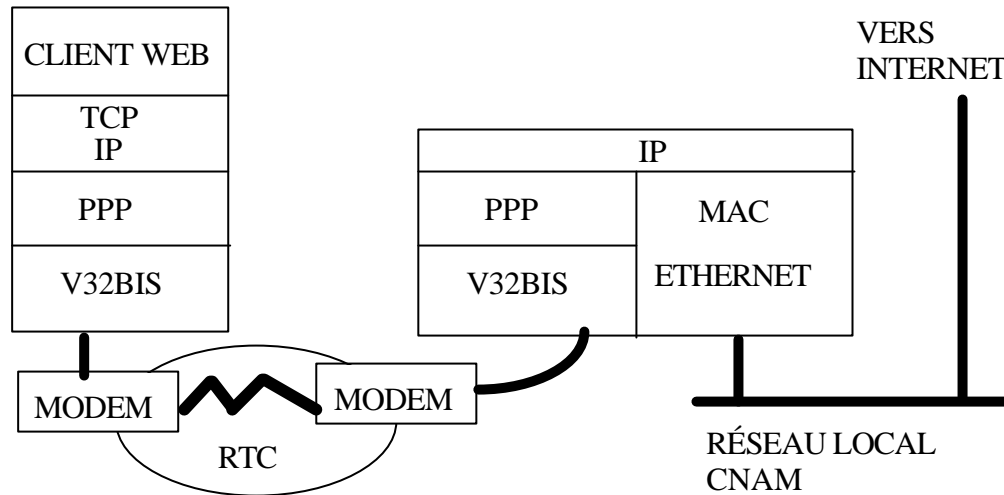 CLIENT WEB
TCP
IP
PPP
V32BIS
MODEM
RTC
MODEM
IP
PPP
V32BIS
MAC
ETHERNET
VERS
INTERNET
RÉSEAU LOCAL
CNAM